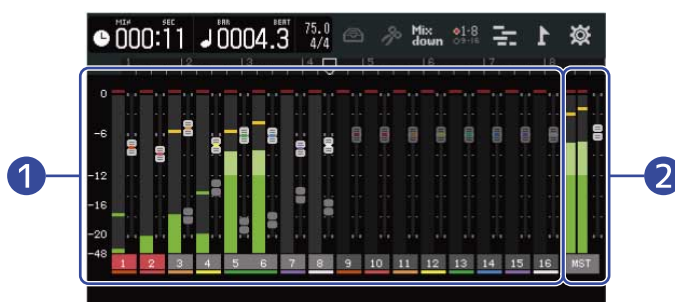 MIN SEC BAR BEAT
000:11 0004.3 75.0 4/4 Mix down 1-8 09-16
1 2 3 4 5 6 7 8
0
-6
1 2
-12
-16
-20
-48
1 2 3 4 5 6 7 8 9 10 11 12 13 14 15 16 MST